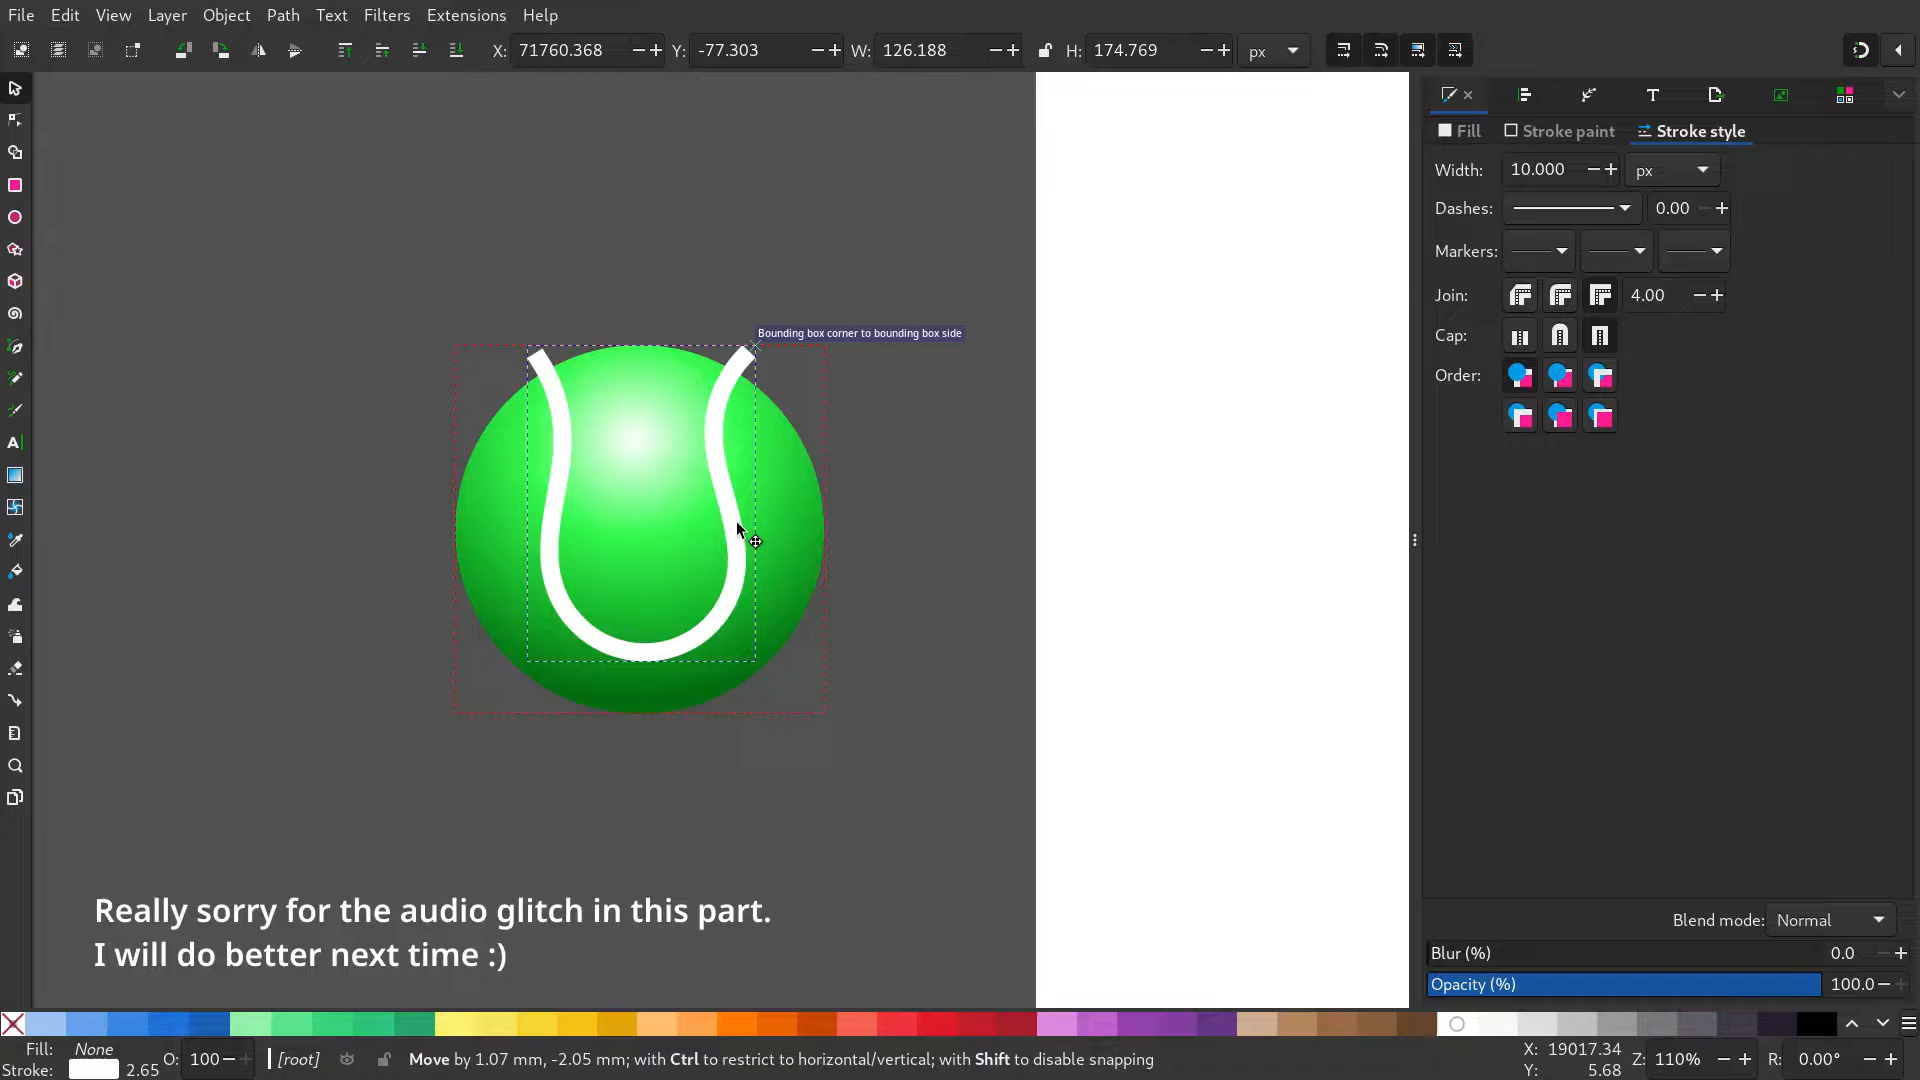 File Edit View Layer Object Path Text Filters Extensions Help
X: 71760.368 Y: -77.303 W: 126.188 H: 174.769 px
Fill Stroke paint Stroke style
Width: 10.000 px
Dashes: 0.00
Markers:
Join: 4.00
Cap:
Order:
Bounding box corner to bounding box side
Really sorry for the audio glitch in this part.
I will do better next time :)
Blend mode: Normal
Blur (%) 0.0
Opacity (%) 100.0
Fill: None
Stroke: 2.65
O: 100 [root] Move by 1.07 mm, -2.05 mm; with Ctrl to restrict to horizontal/vertical; with Shift to disable snapping
X: 19017.34
Y: 5.68
Z: 110% R: 0.00°